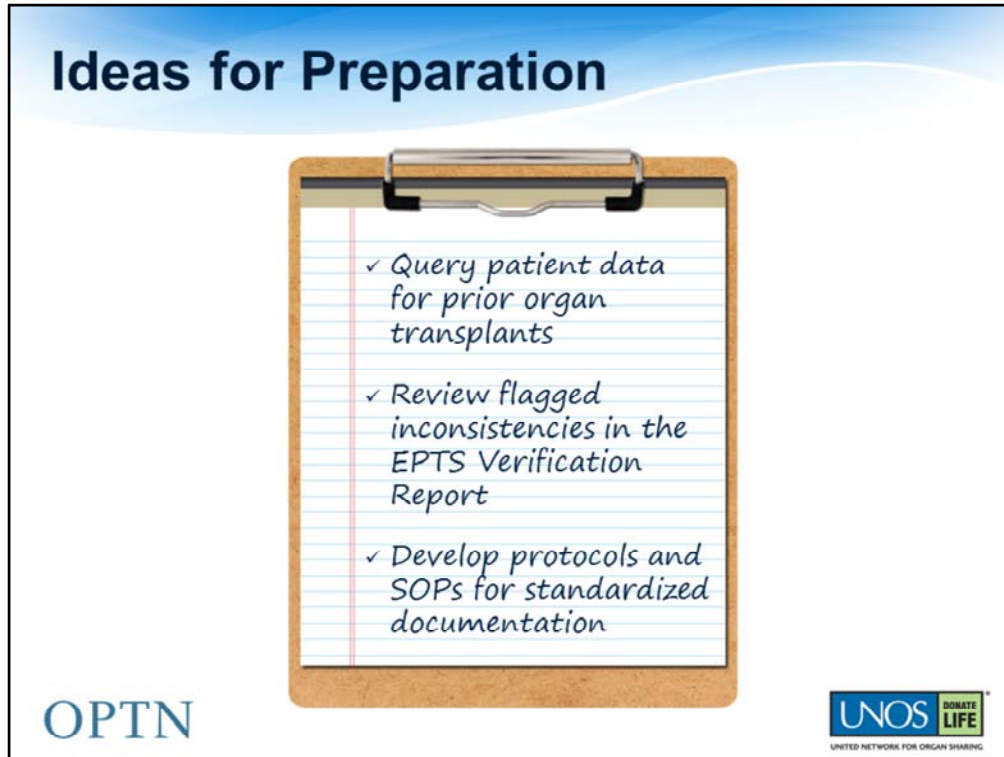 Ideas for Preparation
✓ Query patient data
for prior organ
transplants
✓ Review flagged
inconsistencies in the
EPTS Verification
Report
✓ Develop protocols and
SOPs for standardized
documentation
OPTN
UNOS
DONATE
LIFE
UNITED NETWORK FOR ORGAN SHARING